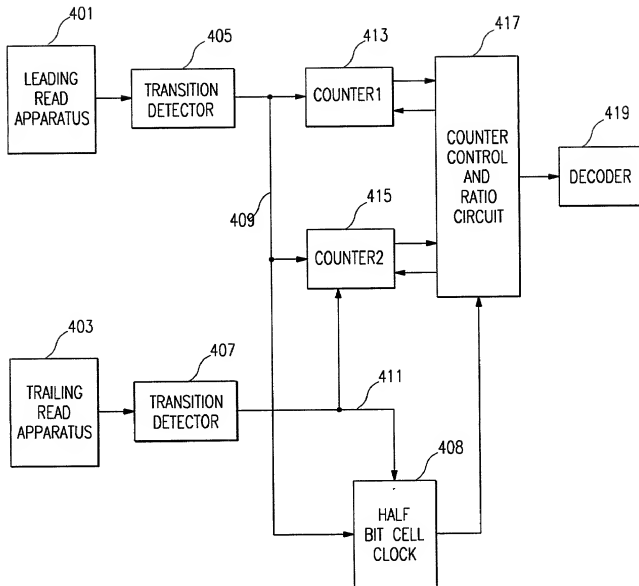 401
LEADING
READ
APPARATUS
405
TRANSITION
DETECTOR
413
COUNTER1
417
COUNTER
CONTROL
AND
RATIO
CIRCUIT
419
DECODER
409
415
COUNTER2
403
TRAILING
READ
APPARATUS
407
TRANSITION
DETECTOR
411
408
HALF
BIT CELL
CLOCK